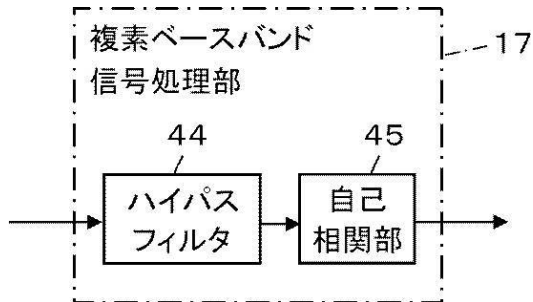 複素ベースバンド
信号処理部
17
44
45
ハイパス
フィルタ
自己
相関部